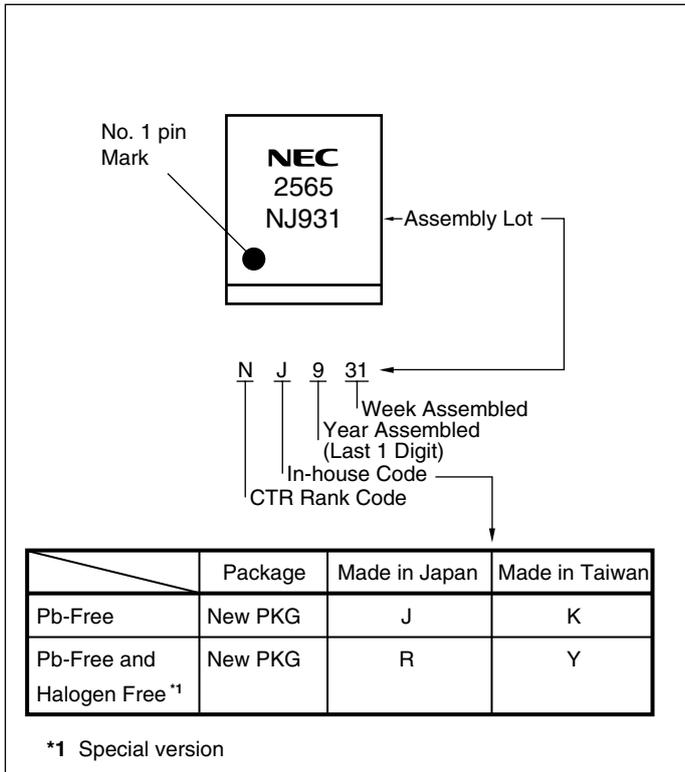 No. 1 pin
Mark
NEC
2565
NJ931
Assembly Lot
N J 9 31
Week Assembled
Year Assembled
(Last 1 Digit)
In-house Code
CTR Rank Code
Package Made in Japan Made in Taiwan
Pb-Free New PKG J K
Pb-Free and New PKG R Y
Halogen Free *1
*1 Special version